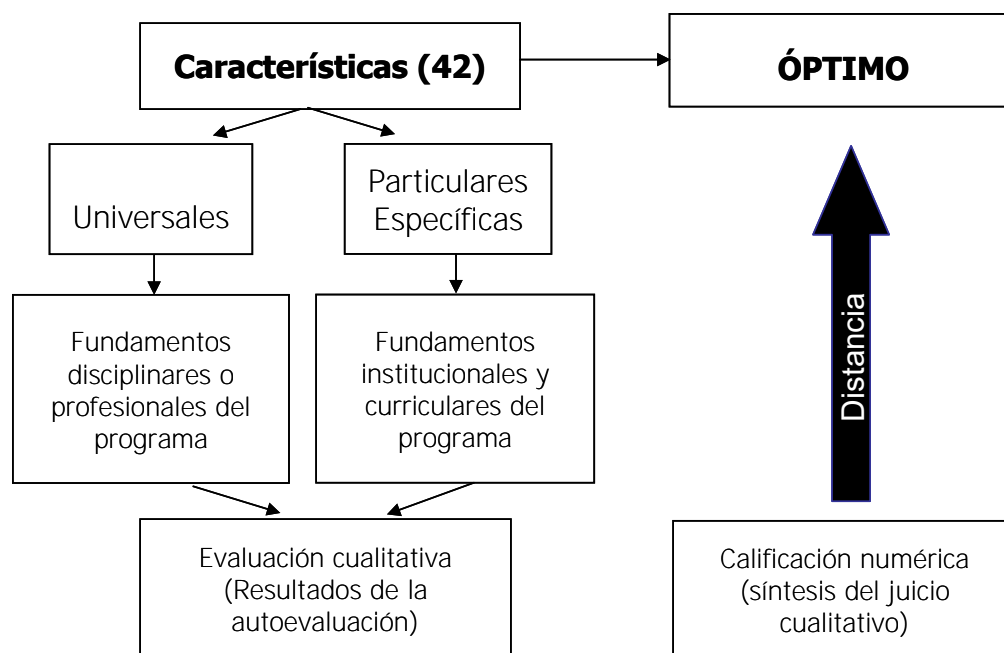 Características (42)
ÓPTIMO
Universales
Particulares
Específicas
Fundamentos
disciplinares o
profesionales del
programa
Fundamentos
institucionales y
curriculares del
programa
Distancia
Evaluación cualitativa
(Resultados de la
autoevaluación)
Calificación numérica
(síntesis del juicio
cualitativo)